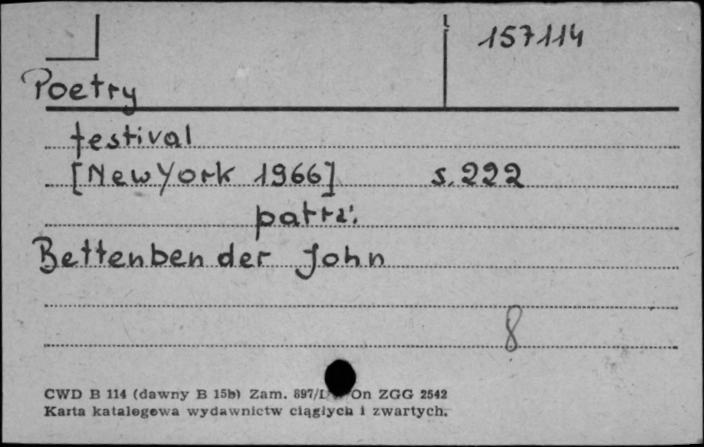 157114
Poetry
festival
[New York 1966] s. 222
patrz:
Bettenbender John
8
CWD B 114 (dawny B 15b) Zam. 897/ On ZGG 2542
Karta katalogowa wydawnictw ciągłych i zwartych.